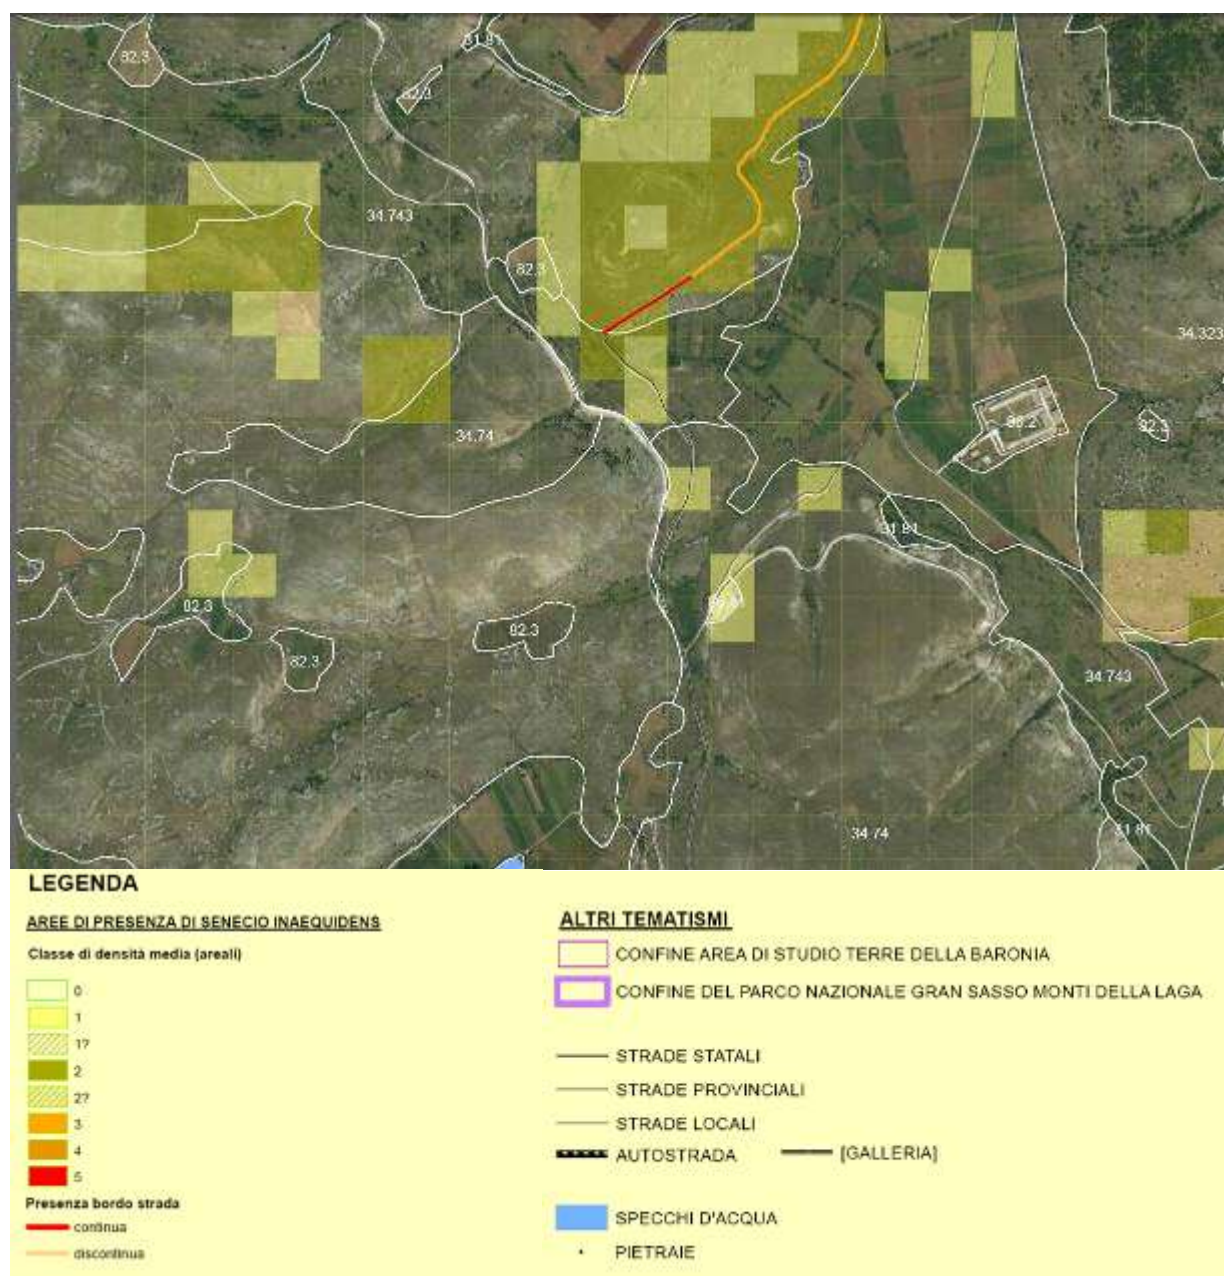 82.3
31.81
82.3
34.743
82.3
34.323
82.3
34.74
31.81
82.3
82.3
82.3
34.743
34.74
31.81
LEGENDA
AREE DI PRESENZA DI SENECIO INAEQUIDENS
Classe di densità media (areali)
0
1
1?
2
2?
3
4
5
Presenza bordo strada
continua
discontinua
ALTRI TEMATISMI
CONFINE AREA DI STUDIO TERRE DELLA BARONIA
CONFINE DEL PARCO NAZIONALE GRAN SASSO MONTI DELLA LAGA
STRADE STATALI
STRADE PROVINCIALI
STRADE LOCALI
AUTOSTRADA [GALLERIA]
SPECCHI D'ACQUA
PIETRAIE